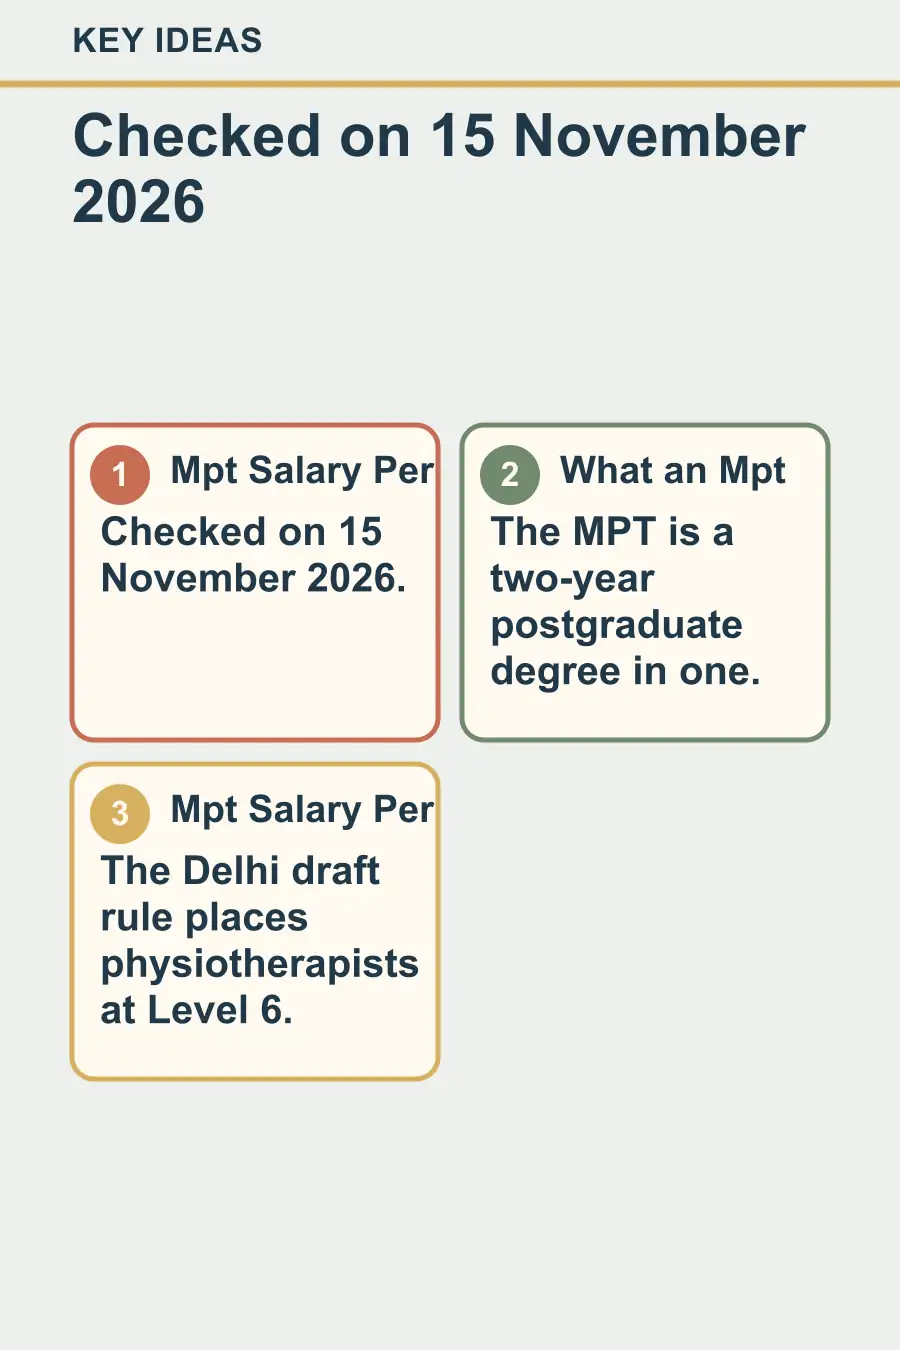 KEY IDEAS
Checked on 15 November
2026
1
Mpt Salary Per
Checked on 15
November 2026.
2
What an Mpt
The MPT is a
two-year
postgraduate
degree in one.
3
Mpt Salary Per
The Delhi draft
rule places
physiotherapists
at Level 6.